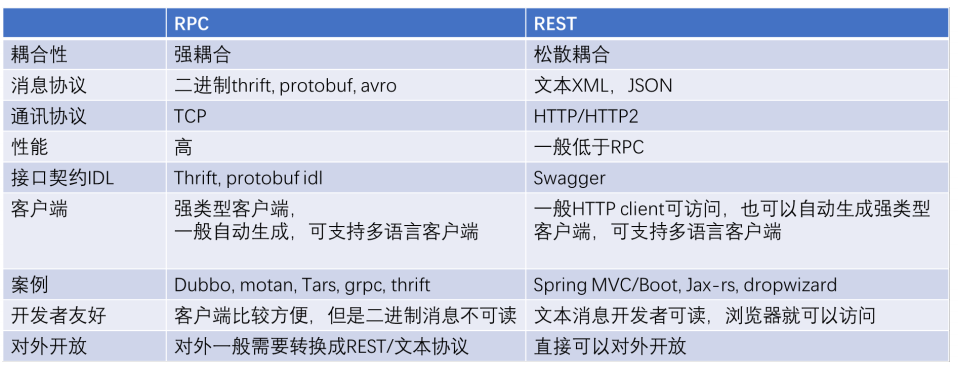 RPC REST
耦合性 强耦合 松散耦合
消息协议 二进制thrift, protobuf, avro 文本XML，JSON
通讯协议 TCP HTTP/HTTP2
性能 高 一般低于RPC
接口契约IDL Thrift, protobuf idl Swagger
客户端 强类型客户端， 一般HTTP client可访问，也可以自动生成强类型
一般自动生成，可支持多语言客户端 客户端，可支持多语言客户端
案例 Dubbo, motan, Tars, grpc, thrift Spring MVC/Boot, Jax-rs, dropwizard
开发者友好 客户端比较方便，但是二进制消息不可读 文本消息开发者可读，浏览器就可以访问
对外开放 对外一般需要转换成REST/文本协议 直接可以对外开放